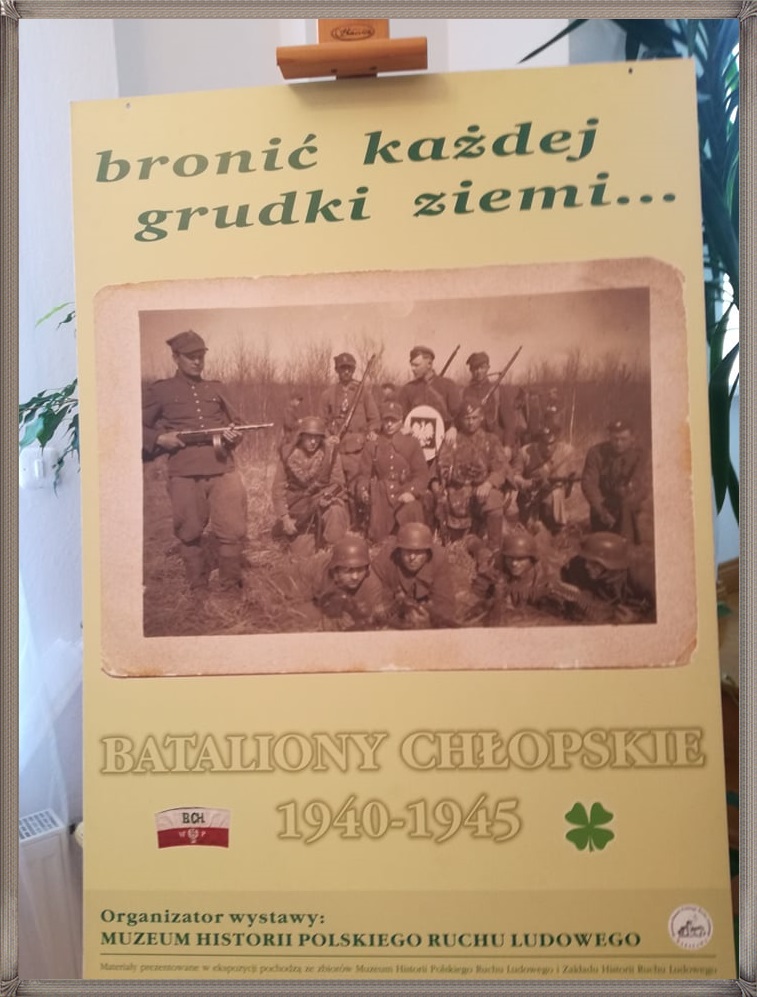 bronić każdej
grudki ziemi...
BATALIONY CHŁOPSKIE
1940-1945
B.CH.
W P
Organizator wystawy:
MUZEUM HISTORII POLSKIEGO RUCHU LUDOWEGO
Materiały prezentowane w ekspozycji pochodzą ze zbiorów Muzeum Historii Polskiego Ruchu Ludowego i Zakładu Historii Ruchu Ludowego